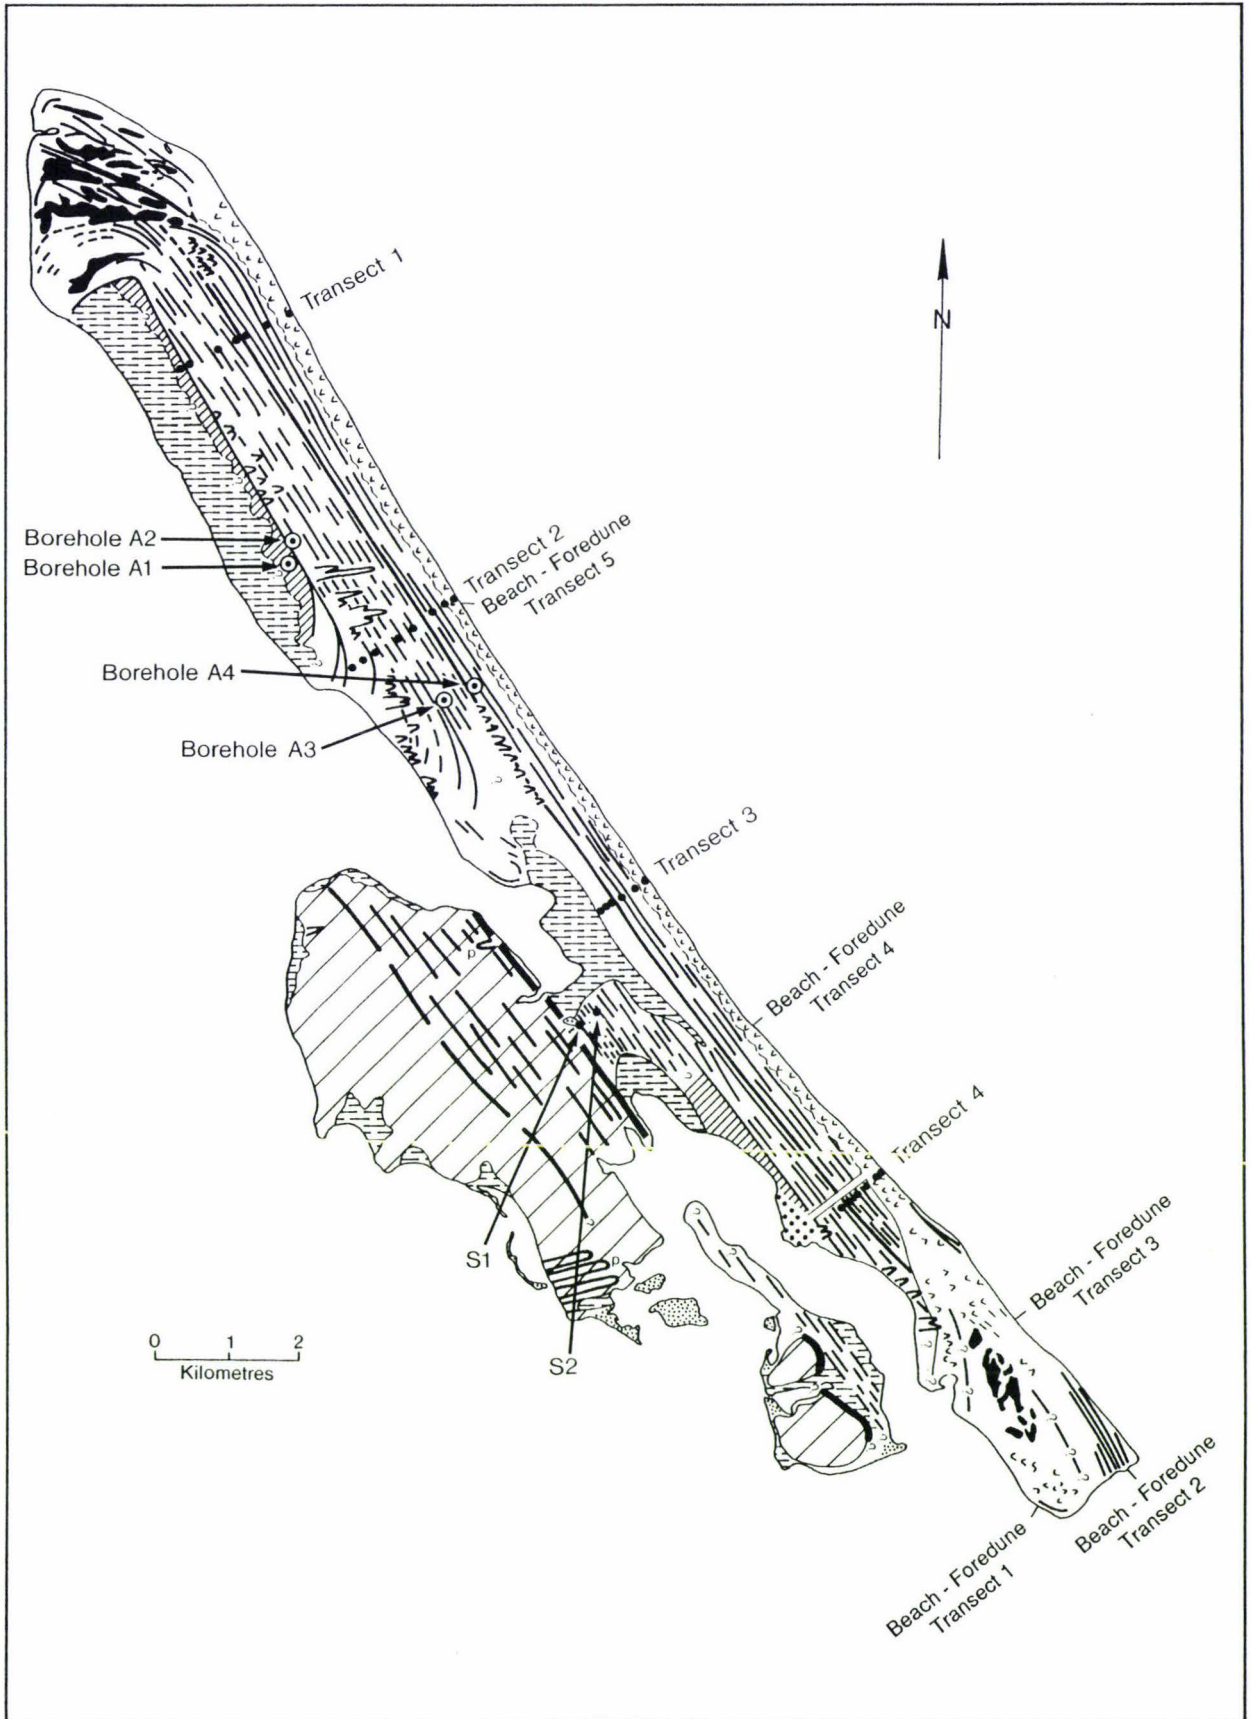 Transect 1
N
Borehole A2
Borehole A1
Transect 2
Beach - Foredune
Transect 5
Borehole A4
Borehole A3
Transect 3
Beach - Foredune
Transect 4
p
Transect 4
Beach - Foredune
Transect 3
S1
p
0 1 2
Kilometres
S2
Beach - Foredune
Transect 2
Beach - Foredune
Transect 1